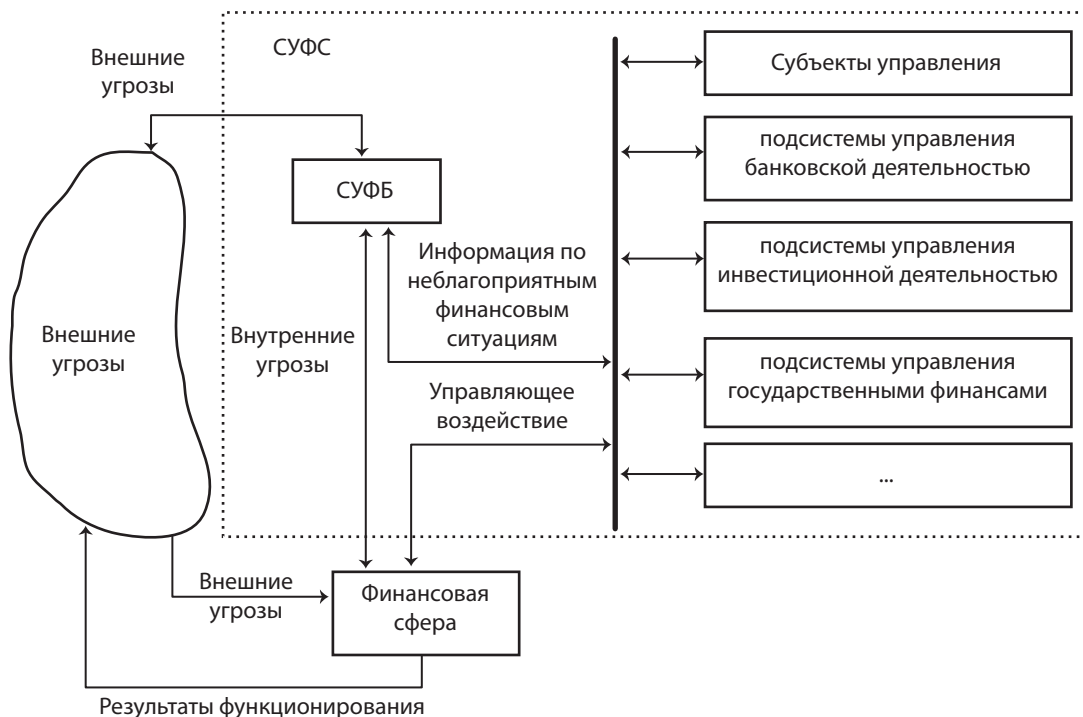 СУФС
Внешние
угрозы
Субъекты управления
подсистемы управления
банковской деятельностью
СУФБ
подсистемы управления
инвестиционной деятельностью
Информация по
неблагоприятным
финансовым
ситуациям
Внешние
угрозы
Внутренние
угрозы
подсистемы управления
государственными финансами
Управляющее
воздействие
...
Внешние
угрозы
Финансовая
сфера
Результаты функционирования